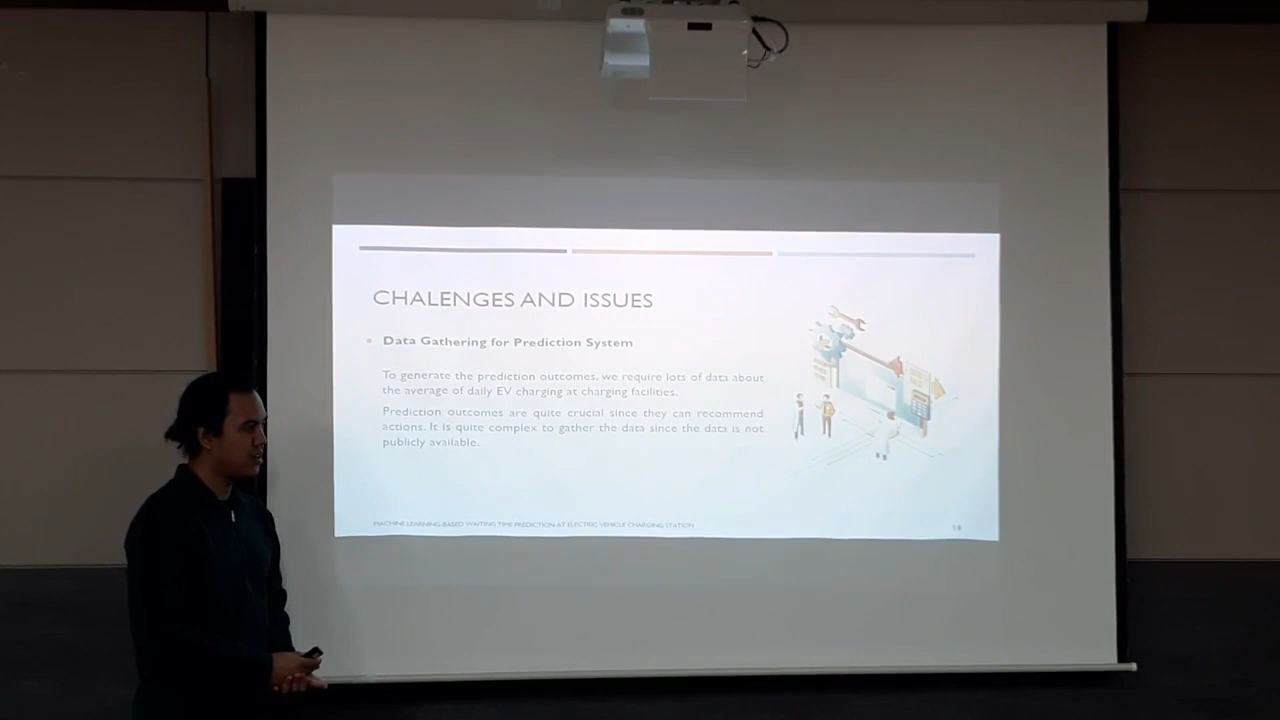 CHALENGES AND ISSUES
Data Gathering for Prediction System
To generate the prediction outcomes, we require lots of data about
the average of daily EV charging at charging facilities.
Prediction outcomes are quite crucial since they can recommend
actions. It is quite complex to gather the data since the data is not
publicly available.
MACHINE LEARNING-BASED WAITING TIME PREDICTION AT ELECTRIC VEHICLE CHARGING STATION